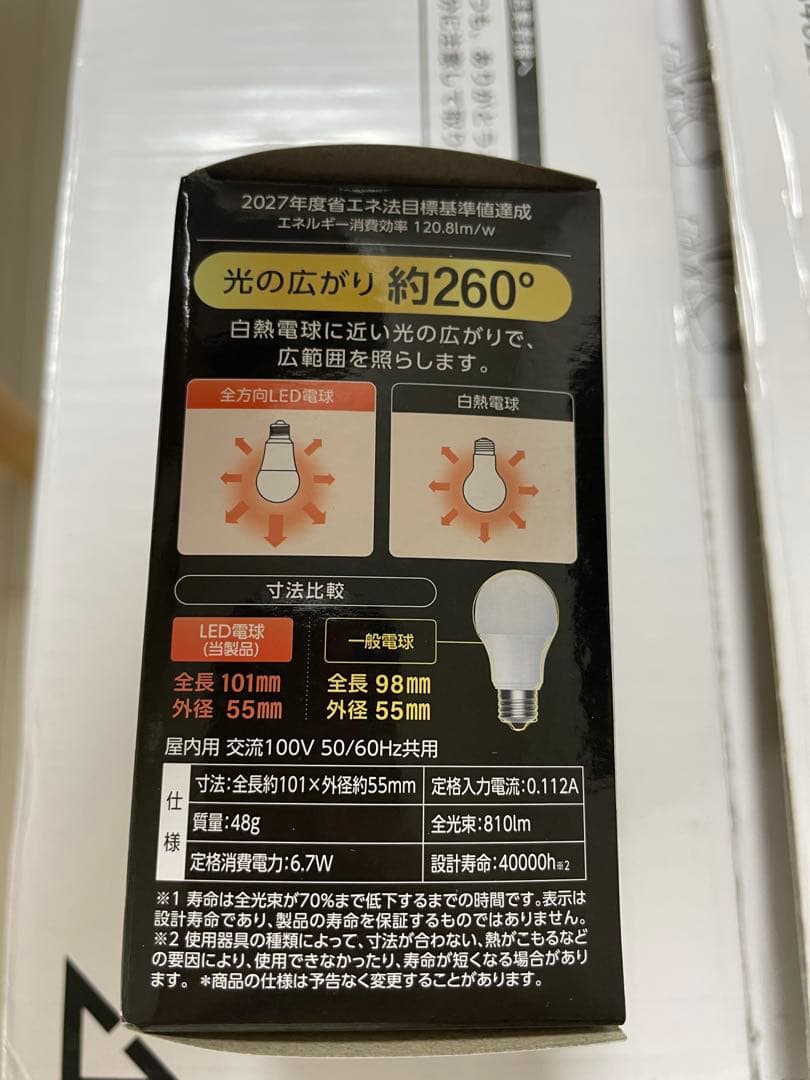 つも、ありがとう
かに注意して取り
2027年度省エネ法目標基準値達成
エネルギー消費効率 120.8lm/w
光の広がり 約260°
白熱電球に近い光の広がりで、
広範囲を照らします。
全方向LED電球
白熱電球
寸法比較
LED電球
(当製品)
一般電球
全長 101mm
外径 55mm
全長 98mm
外径 55mm
屋内用 交流100V 50/60Hz共用
仕様
寸法:全長約101×外径約55mm
定格入力電流:0.112A
質量:48g
全光束:810lm
定格消費電力:6.7W
設計寿命:40000h※2
※1 寿命は全光束が70%まで低下するまでの時間です。表示は
設計寿命であり、製品の寿命を保証するものではありません。
※2 使用器具の種類によって、寸法が合わない、熱がこもるなど
の要因により、使用できなかったり、寿命が短くなる場合があり
ます。 *商品の仕様は予告なく変更することがあります。